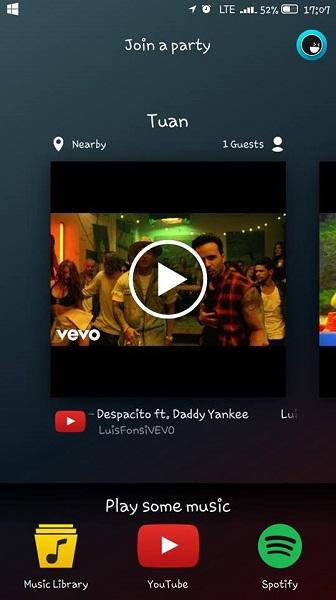 LTE 52% 17:07
Join a party
Tuan
Nearby 1 Guests
vevo
- Despacito ft. Daddy Yankee Lui
LuisFonsiVEVO
Play some music
Music Library YouTube Spotify